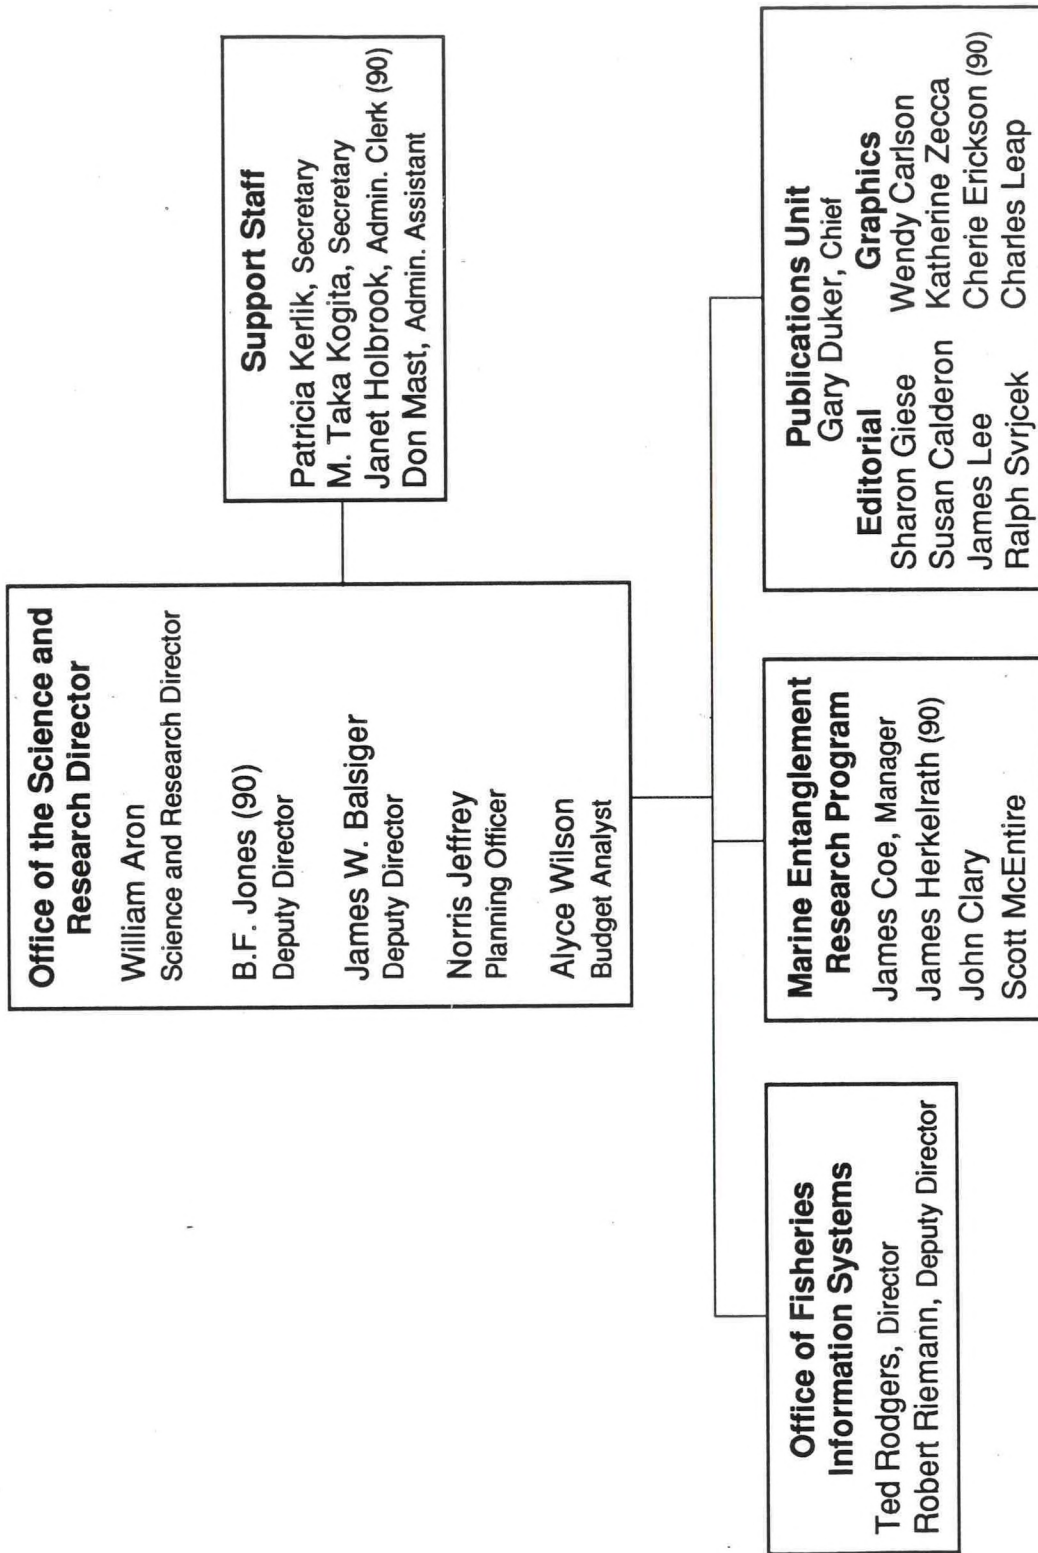 Office of the Science and
Research Director
William Aron
Science and Research Director
B.F. Jones (90)
Deputy Director
James W. Balsiger
Deputy Director
Norris Jeffrey
Planning Officer
Alyce Wilson
Budget Analyst
Support Staff
Patricia Kerlik, Secretary
M. Taka Kogita, Secretary
Janet Holbrook, Admin. Clerk (90)
Don Mast, Admin. Assistant
Office of Fisheries
Information Systems
Ted Rodgers, Director
Robert Riemann, Deputy Director
Marine Entanglement
Research Program
James Coe, Manager
James Herkelrath (90)
John Clary
Scott McEntire
Publications Unit
Gary Duker, Chief
Editorial
Sharon Giese
Susan Calderon
James Lee
Ralph Svrjcek
Graphics
Wendy Carlson
Katherine Zecca
Cherie Erickson (90)
Charles Leap